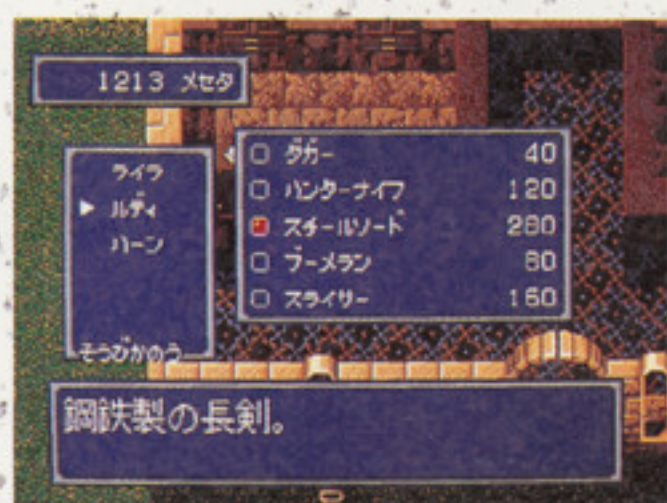 1213 メセタ
ライラ
ルディ
ハーン
そうびかのう
ダガー 40
ハンターナイフ 120
スチールソード 280
ブーメラン 80
スライサー 160
鋼鉄製の長剣。